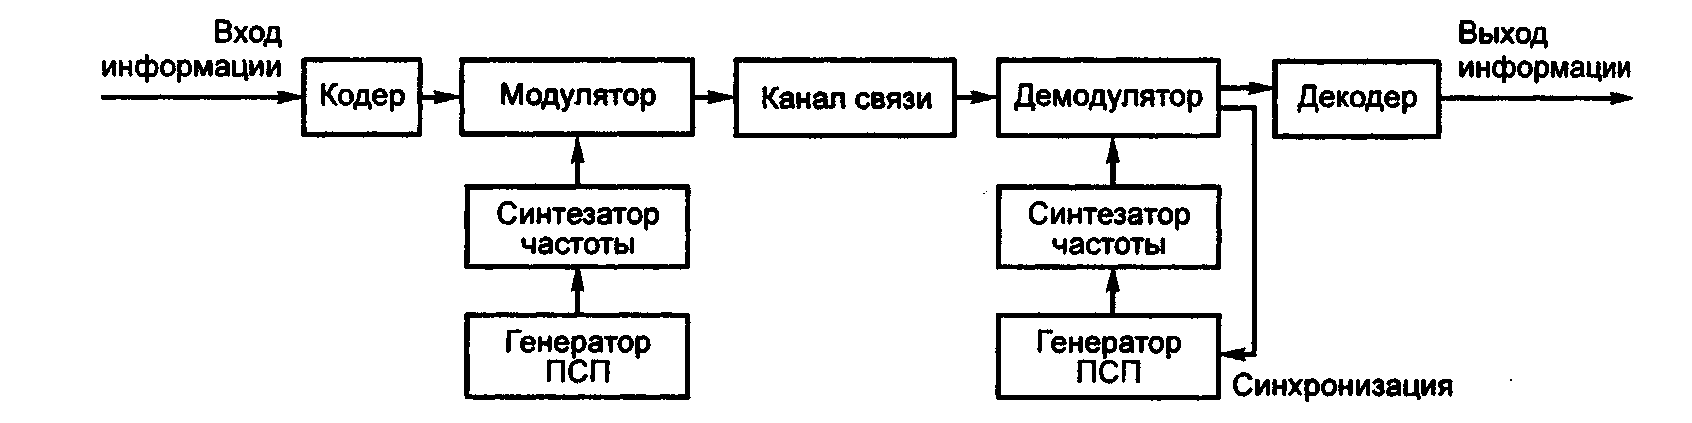 Вход
информации
Кодер
Модулятор
Канал связи
Демодулятор
Декодер
Выход
информации
Синтезатор
частоты
Синтезатор
частоты
Генератор
ПСП
Генератор
ПСП
Синхронизация